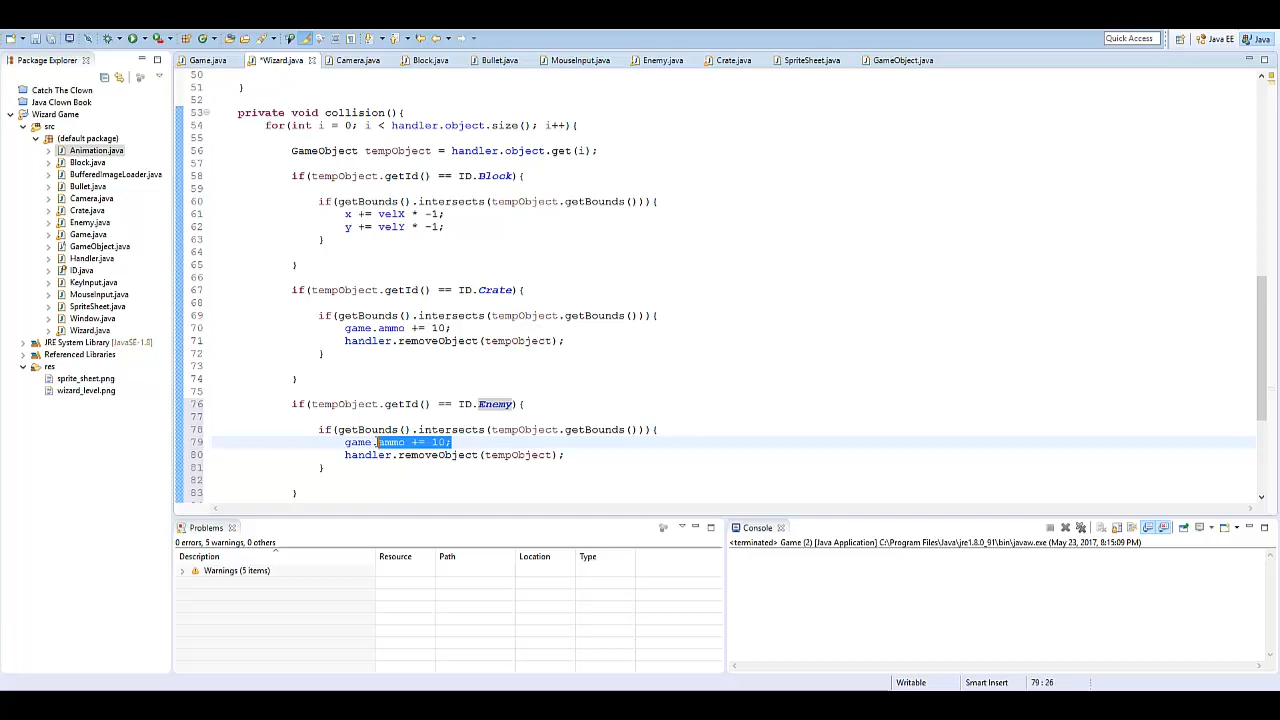 Quick Access
Java EE
Java
Package Explorer
Game.java
*Wizard.java
Camera.java
Block.java
Bullet.java
MouseInput.java
Enemy.java
Crate.java
SpriteSheet.java
GameObject.java
Catch The Clown
Java Clown Book
Wizard Game
src
(default package)
Animation.java
Block.java
BufferedImageLoader.java
Bullet.java
Camera.java
Crate.java
Enemy.java
Game.java
GameObject.java
Handler.java
ID.java
KeyInput.java
MouseInput.java
SpriteSheet.java
Window.java
Wizard.java
JRE System Library [JavaSE-1.8]
Referenced Libraries
res
sprite_sheet.png
wizard_level.png
50
51 }
52
53 private void collision(){
54 for(int i = 0; i < handler.object.size(); i++){
55
56 GameObject tempObject = handler.object.get(i);
57
58 if(tempObject.getId() == ID.Block){
59
60 if(getBounds().intersects(tempObject.getBounds())){
61 x += velX * -1;
62 y += velY * -1;
63 }
64
65 }
66
67 if(tempObject.getId() == ID.Crate){
68
69 if(getBounds().intersects(tempObject.getBounds())){
70 game.ammo += 10;
71 handler.removeObject(tempObject);
72 }
73
74 }
75
76 if(tempObject.getId() == ID.Enemy){
77
78 if(getBounds().intersects(tempObject.getBounds())){
79 game.ammo += 10;
80 handler.removeObject(tempObject);
81 }
82
83 }
Problems
0 errors, 5 warnings, 0 others
Description Resource Path Location Type
Warnings (5 items)
Console
<terminated> Game (2) [Java Application] C:\Program Files\Java\jre1.8.0_91\bin\javaw.exe (May 23, 2017, 8:15:09 PM)
Writable Smart Insert 79 : 26